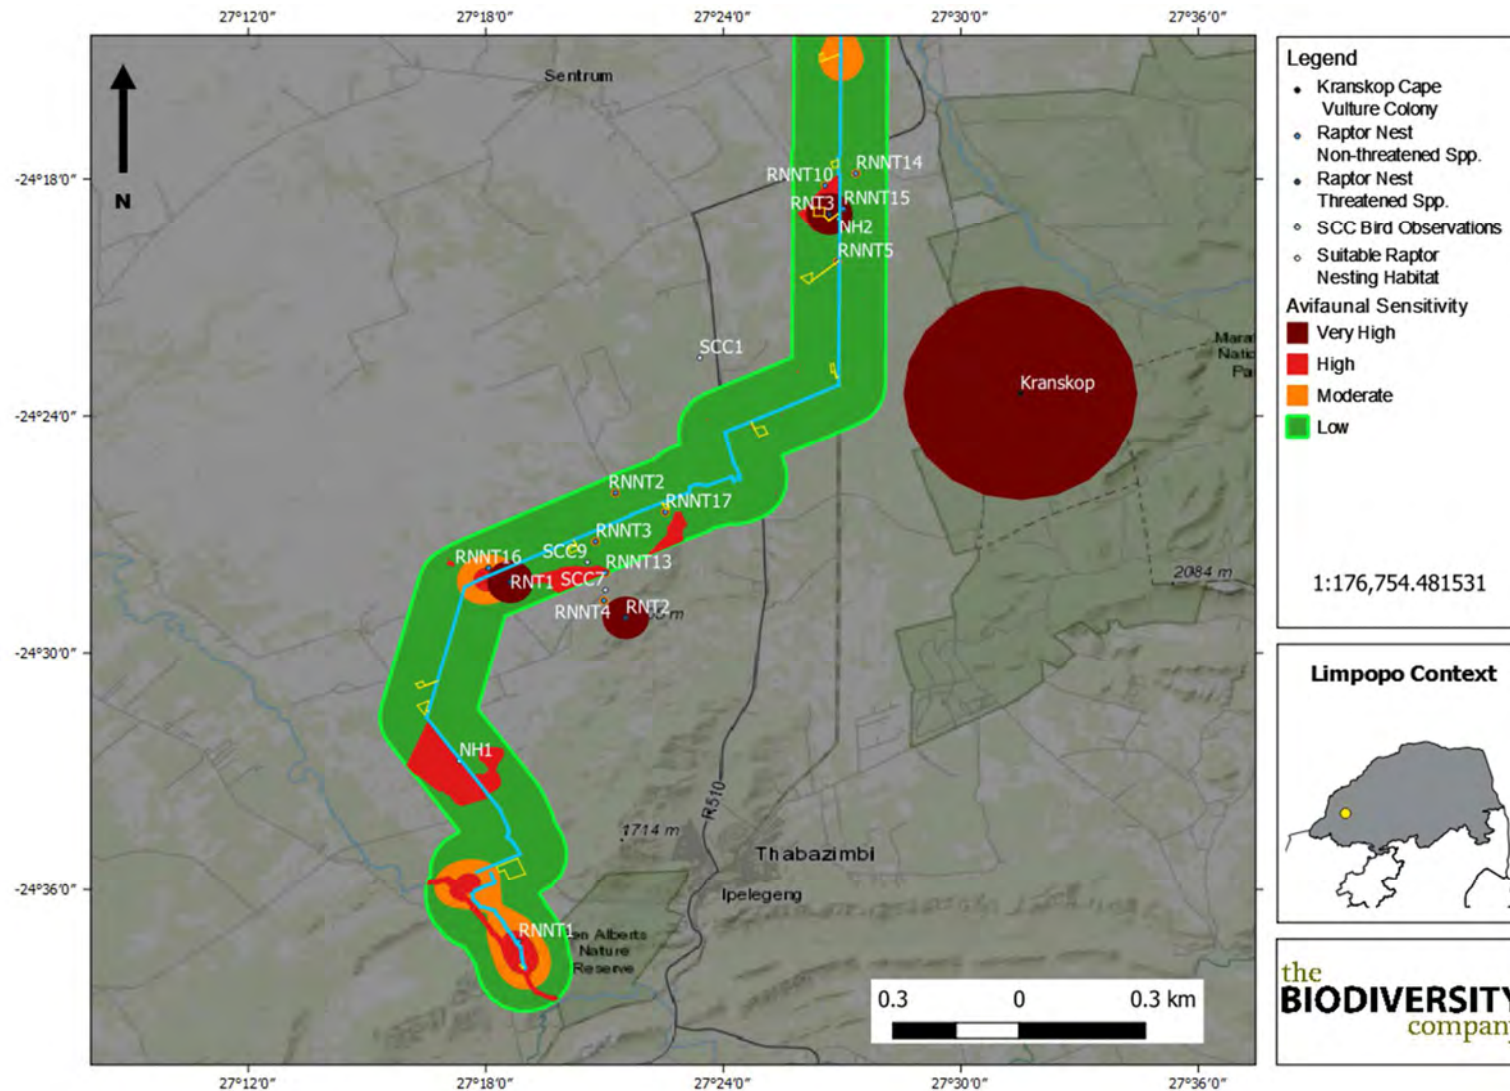 27°12′0″
27°18′0″
27°24′0″
27°30′0″
27°36′0″
Sentrum
N
-24°18′0″
RNNT10
RNNT14
RNT3
RNNT15
NH2
RNNT5
SCC1
Kranskop
-24°24′0″
RNNT2
RNNT17
RNNT3
SCC9
RNNT13
RNNT16
RNT1
SCC7
RNNT4
RNT2
2084 m
-24°30′0″
NH1
R510
1714 m
Thabazimbi
Ipelegeng
-24°36′0″
RNNT1
Alberts
Nature
Reserve
0.3
0
0.3 km
27°12′0″
27°18′0″
27°24′0″
27°30′0″
27°36′0″
Legend
Kranskop Cape
Vulture Colony
Raptor Nest
Non-threatened Spp.
Raptor Nest
Threatened Spp.
SCC Bird Observations
Suitable Raptor
Nesting Habitat
Avifaunal Sensitivity
Very High
High
Moderate
Low
1:176,754.481531
Limpopo Context
the
BIODIVERSITY
company